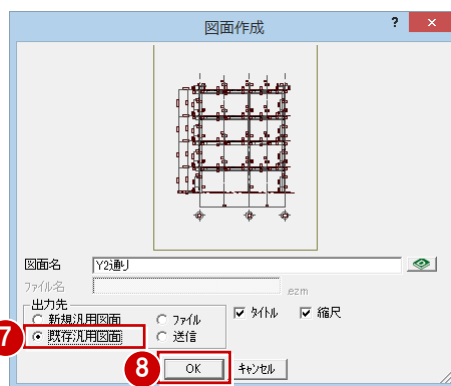 図面作成
? ×
図面名 Y2通り
ファイル名 .ezm
出力先
新規汎用図面 ファイル タイトル 縮尺
7 既存汎用図面 送信
8 OK キャンセル